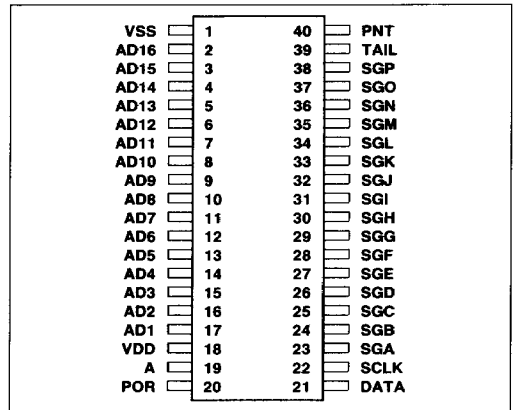 VSS 1 40 PNT
AD16 2 39 TAIL
AD15 3 38 SGP
AD14 4 37 SGO
AD13 5 36 SGN
AD12 6 35 SGM
AD11 7 34 SGL
AD10 8 33 SGK
AD9 9 32 SGJ
AD8 10 31 SGI
AD7 11 30 SGH
AD6 12 29 SGG
AD5 13 28 SGF
AD4 14 27 SGE
AD3 15 26 SGD
AD2 16 25 SGC
AD1 17 24 SGB
VDD 18 23 SGA
A 19 22 SCLK
POR 20 21 DATA